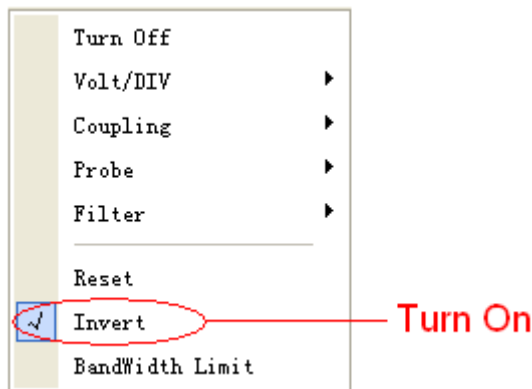 Turn Off
Volt/DIV
Coupling
Probe
Filter
Reset
Invert
Turn On
BandWidth Limit